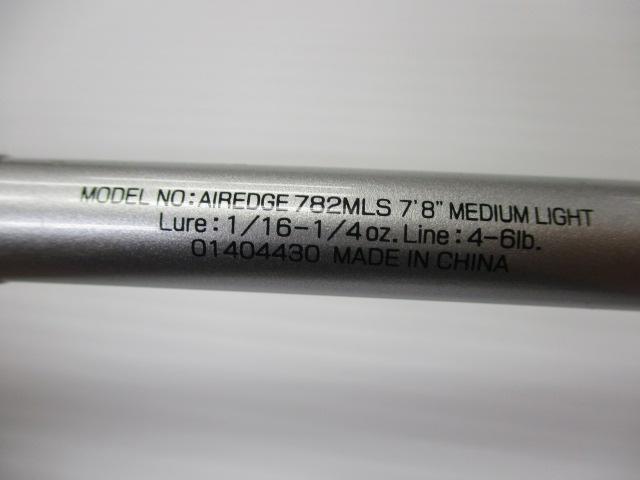 MODEL NO:AIREDGE 782MLS 7'8" MEDIUM LIGHT
Lure:1/16-1/4oz. Line:4-6lb.
01404430 MADE IN CHINA